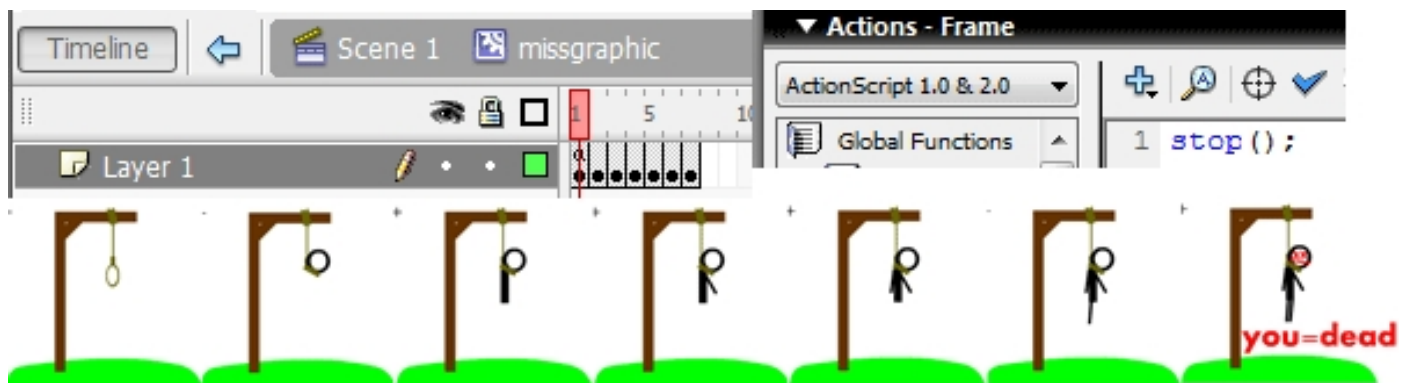 Timeline Scene 1 missgraphic
1 5 10
Layer 1
Actions - Frame
ActionScript 1.0 & 2.0
Global Functions
1 stop();
you=dead